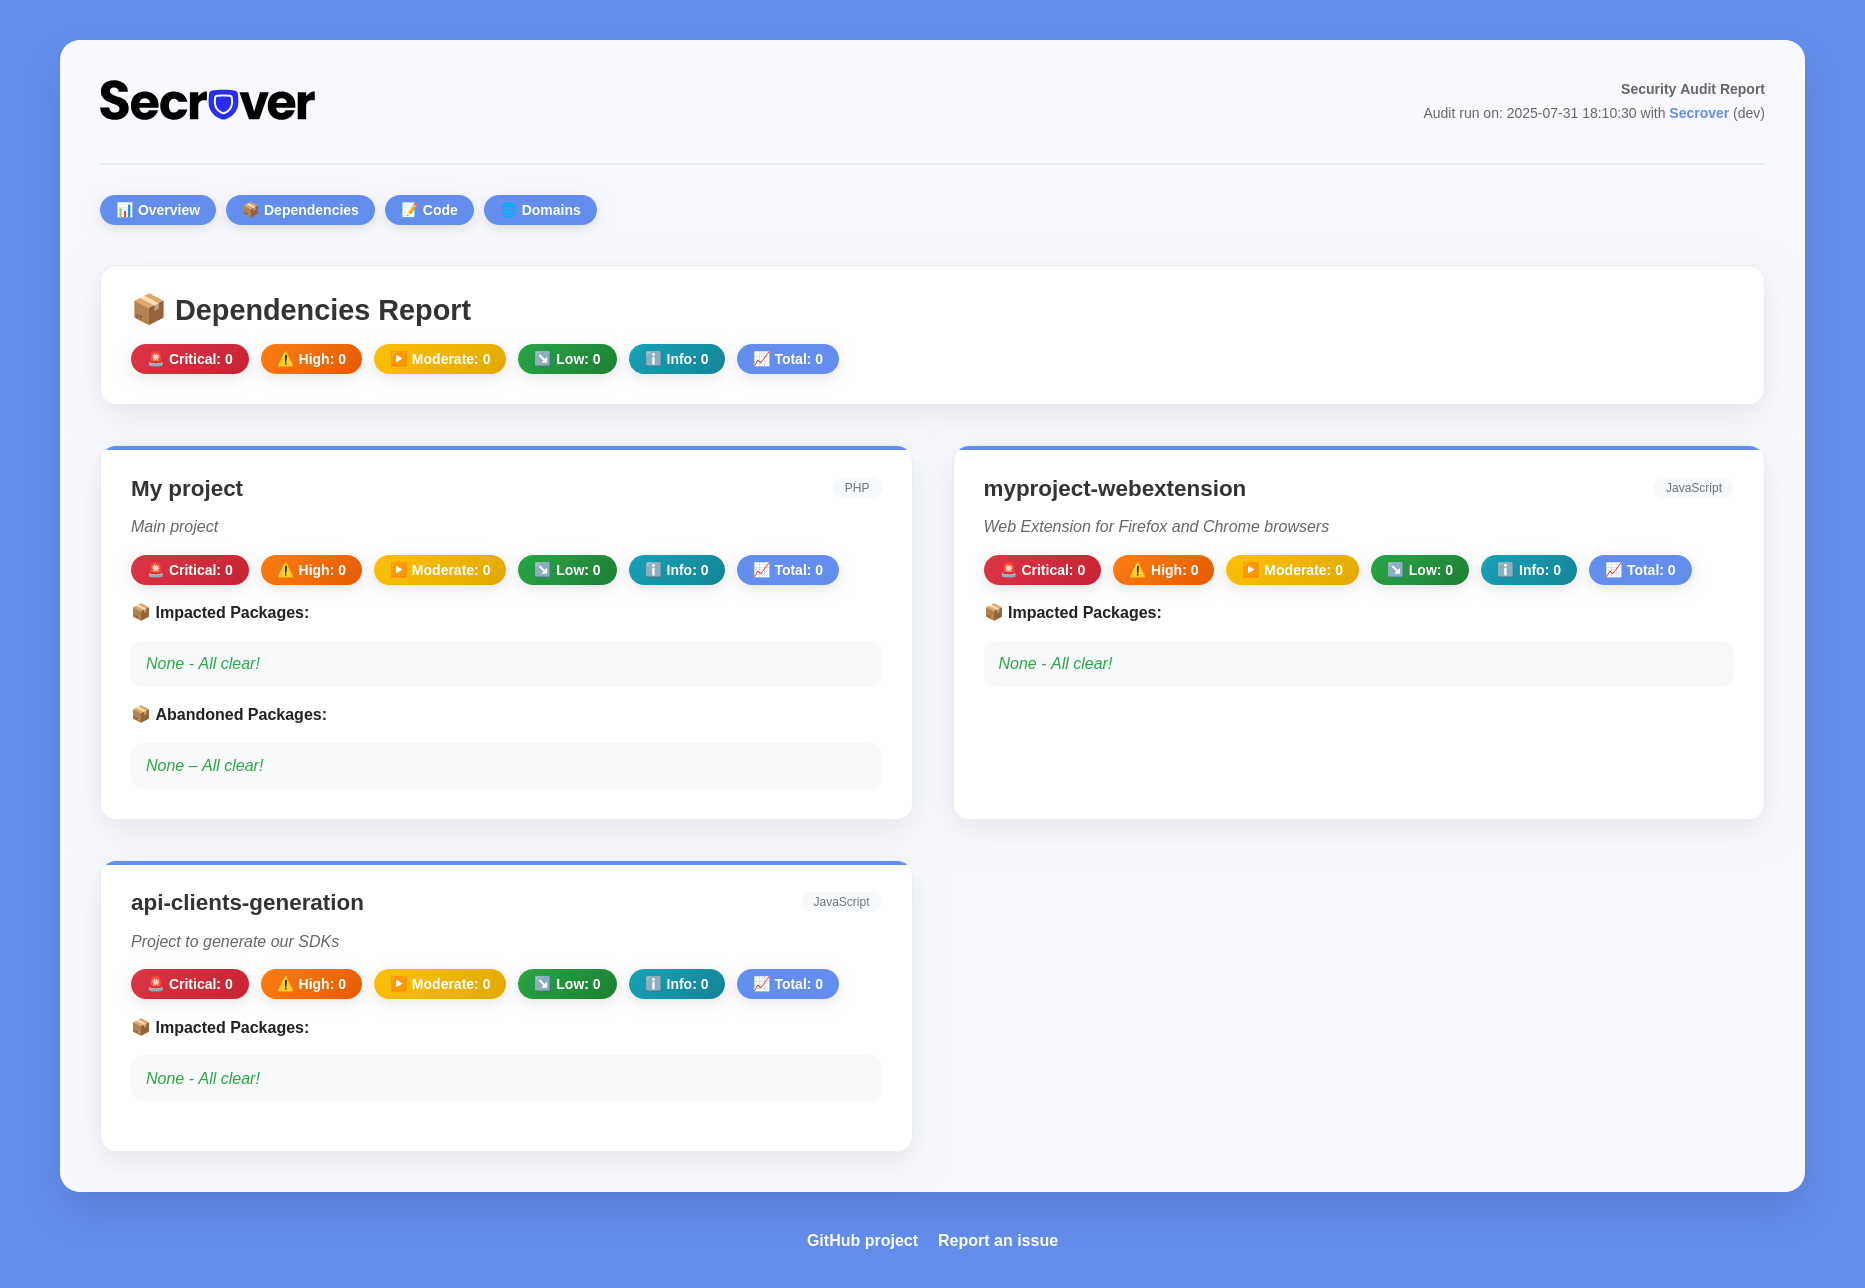 Secrover
Security Audit Report
Audit run on: 2025-07-31 18:10:30 with Secrover (dev)
📊 Overview 📦 Dependencies 📝 Code 🌐 Domains
📦 Dependencies Report
🚨 Critical: 0 ⚠️ High: 0 ▶️ Moderate: 0 ↘️ Low: 0 ℹ️ Info: 0 📈 Total: 0
My project PHP
Main project
🚨 Critical: 0 ⚠️ High: 0 ▶️ Moderate: 0 ↘️ Low: 0 ℹ️ Info: 0 📈 Total: 0
📦 Impacted Packages:
None - All clear!
📦 Abandoned Packages:
None – All clear!
myproject-webextension JavaScript
Web Extension for Firefox and Chrome browsers
🚨 Critical: 0 ⚠️ High: 0 ▶️ Moderate: 0 ↘️ Low: 0 ℹ️ Info: 0 📈 Total: 0
📦 Impacted Packages:
None - All clear!
api-clients-generation JavaScript
Project to generate our SDKs
🚨 Critical: 0 ⚠️ High: 0 ▶️ Moderate: 0 ↘️ Low: 0 ℹ️ Info: 0 📈 Total: 0
📦 Impacted Packages:
None - All clear!
GitHub project Report an issue